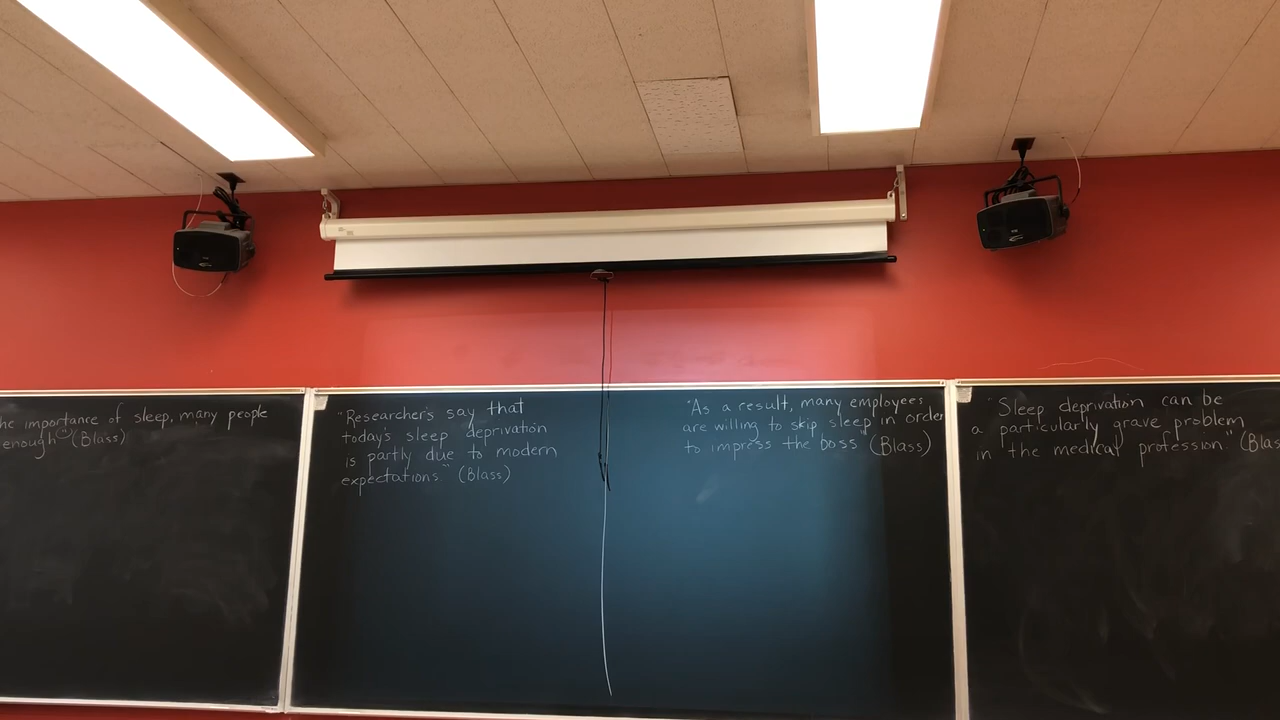 he importance of sleep, many people
enough" (Blass)
"Researcher's say that
today's sleep deprivation
is partly due to modern
expectations." (Blass)
"As a result, many employees
are willing to skip sleep in order
to impress the boss" (Blass)
"Sleep deprivation can be
a particularly grave problem
in the medical profession." (Blas